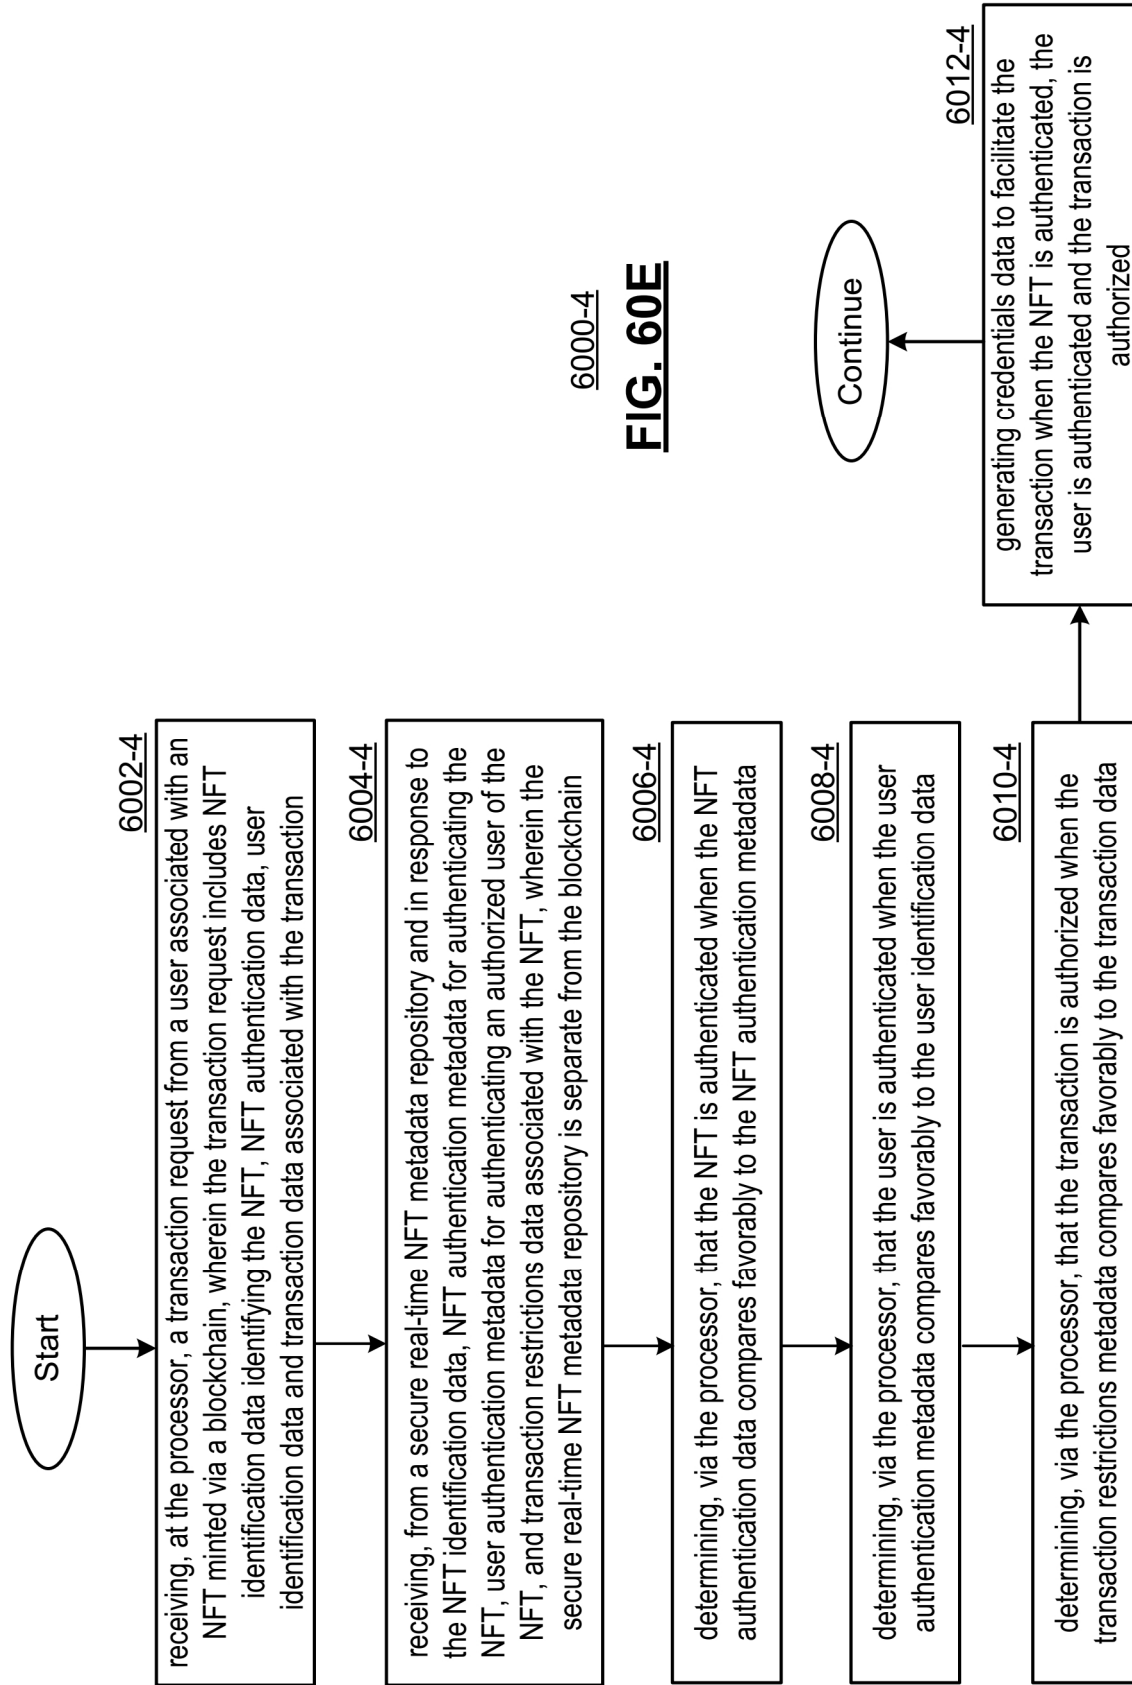 Start
6002-4
receiving, at the processor, a transaction request from a user associated with an
NFT minted via a blockchain, wherein the transaction request includes NFT
identification data identifying the NFT, NFT authentication data, user
identification data and transaction data associated with the transaction
6004-4
receiving, from a secure real-time NFT metadata repository and in response to
the NFT identification data, NFT authentication metadata for authenticating the
NFT, user authentication metadata for authenticating an authorized user of the
NFT, and transaction restrictions data associated with the NFT, wherein the
secure real-time NFT metadata repository is separate from the blockchain
6006-4
determining, via the processor, that the NFT is authenticated when the NFT
authentication data compares favorably to the NFT authentication metadata
6008-4
determining, via the processor, that the user is authenticated when the user
authentication metadata compares favorably to the user identification data
6010-4
determining, via the processor, that the transaction is authorized when the
transaction restrictions metadata compares favorably to the transaction data
6012-4
generating credentials data to facilitate the
transaction when the NFT is authenticated, the
user is authenticated and the transaction is
authorized
Continue
6000-4
FIG. 60E